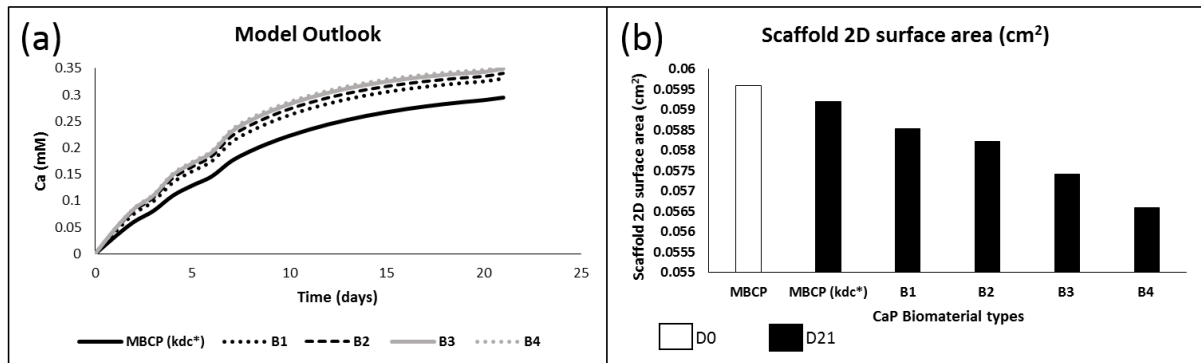 (a)
Model Outlook
0.35
0.3
0.25
0.2
0.15
0.1
0.05
0
Ca (mM)
0 5 10 15 20 25
Time (days)
MBCP (kdc*) B1 B2 B3 B4
(b)
Scaffold 2D surface area (cm²)
0.06
0.0595
0.059
0.0585
0.058
0.0575
0.057
0.0565
0.056
0.0555
0.055
Scaffold 2D surface area (cm²)
MBCP MBCP (kdc*) B1 B2 B3 B4
CaP Biomaterial types
D0 D21